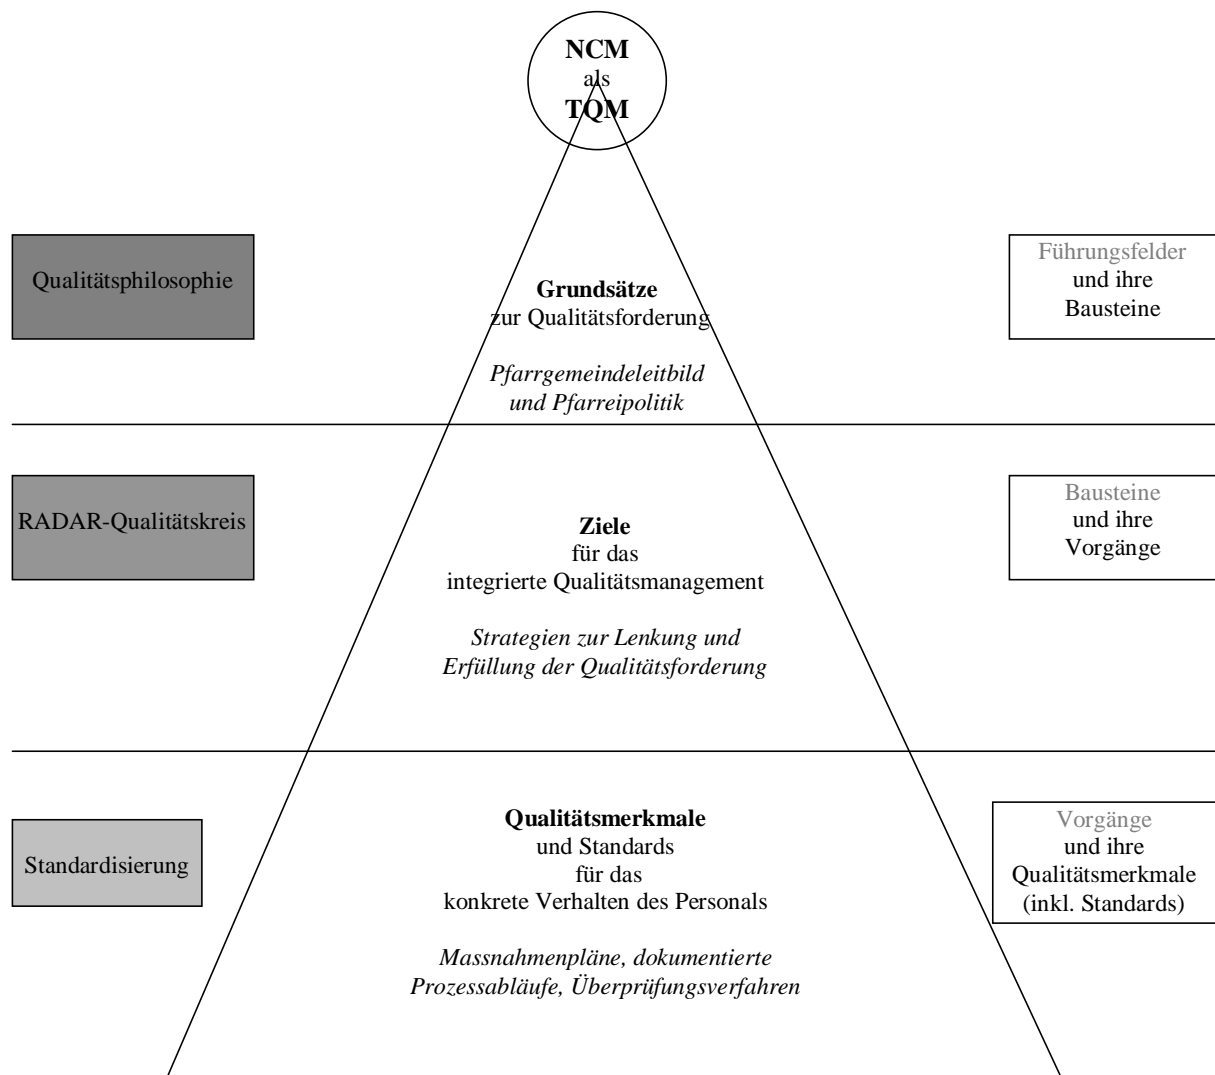 NCM
als
TQM
Qualitätsphilosophie
Grundsätze
zur Qualitätsforderung
Pfarrgemeindeleitbild
und Pfarreipolitik
Führungsfelder
und ihre
Bausteine
RADAR-Qualitätskreis
Ziele
für das
integrierte Qualitätsmanagement
Strategien zur Lenkung und
Erfüllung der Qualitätsforderung
Bausteine
und ihre
Vorgänge
Standardisierung
Qualitätsmerkmale
und Standards
für das
konkrete Verhalten des Personals
Massnahmenpläne, dokumentierte
Prozessabläufe, Überprüfungsverfahren
Vorgänge
und ihre
Qualitätsmerkmale
(inkl. Standards)